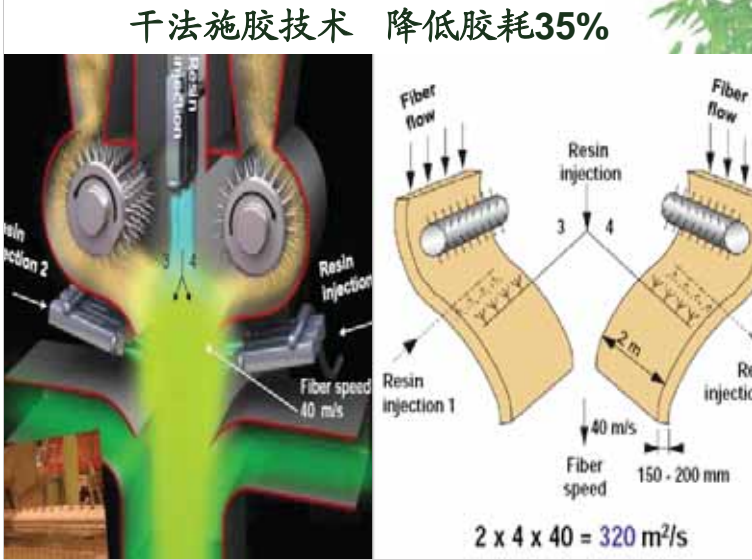 干法施胶技术 降低胶耗35%
Resin
injection
3 4
esin
ection 2
Resin
injection
Fiber speed
40 m/s
Fiber
flow
Fiber
flow
Resin
injection
3 4
2 m
Resin
injection 1
Re
injectio
40 m/s
Fiber
speed
150 - 200 mm
2 x 4 x 40 = 320 m²/s